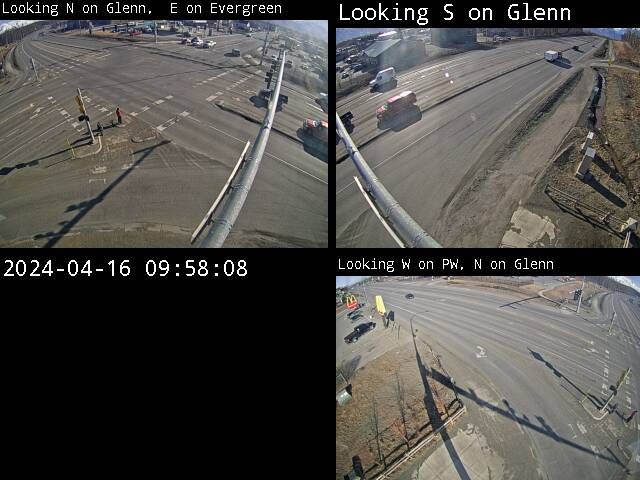 Looking N on Glenn,  E on Evergreen
Looking S on Glenn
2024-04-16 09:58:08
Looking W on PW, N on Glenn